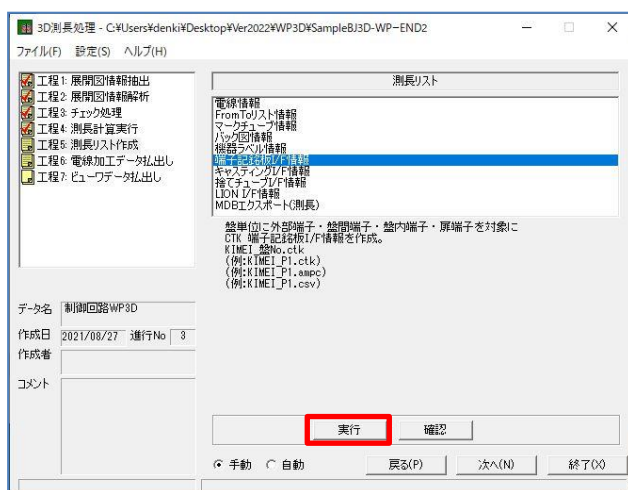 3D測長処理 - C:¥Users¥denki¥Desktop¥Ver2022¥WP3D¥SampleBJ3D-WP-END2
ファイル(F) 設定(S) ヘルプ(H)
工程1: 展開図情報抽出
工程2: 展開図情報解析
工程3: チェック処理
工程4: 測長計算実行
工程5: 測長リスト作成
工程6: 電線加工データ払出し
工程7: ビューワデータ払出し
測長リスト
電線情報
FromToリスト情報
マークチューブ情報
バック図情報
機器ラベル情報
端子記銘板I/F情報
キャスティングI/F情報
捨てチューブI/F情報
LION I/F情報
MDBエクスポート(測長)
盤単位に外部端子・盤間端子・盤内端子・扉端子を対象に
CTK 端子記銘板I/F情報を作成。
KIMEI_盤No.ctk
(例:KIMEI_P1.ctk)
(例:KIMEI_P1.ampc)
(例:KIMEI_P1.csv)
データ名 制御回路WP3D
作成日 2021/08/27 進行No 3
作成者
コメント
実行 確認
手動 自動 戻る(P) 次へ(N) 終了(X)